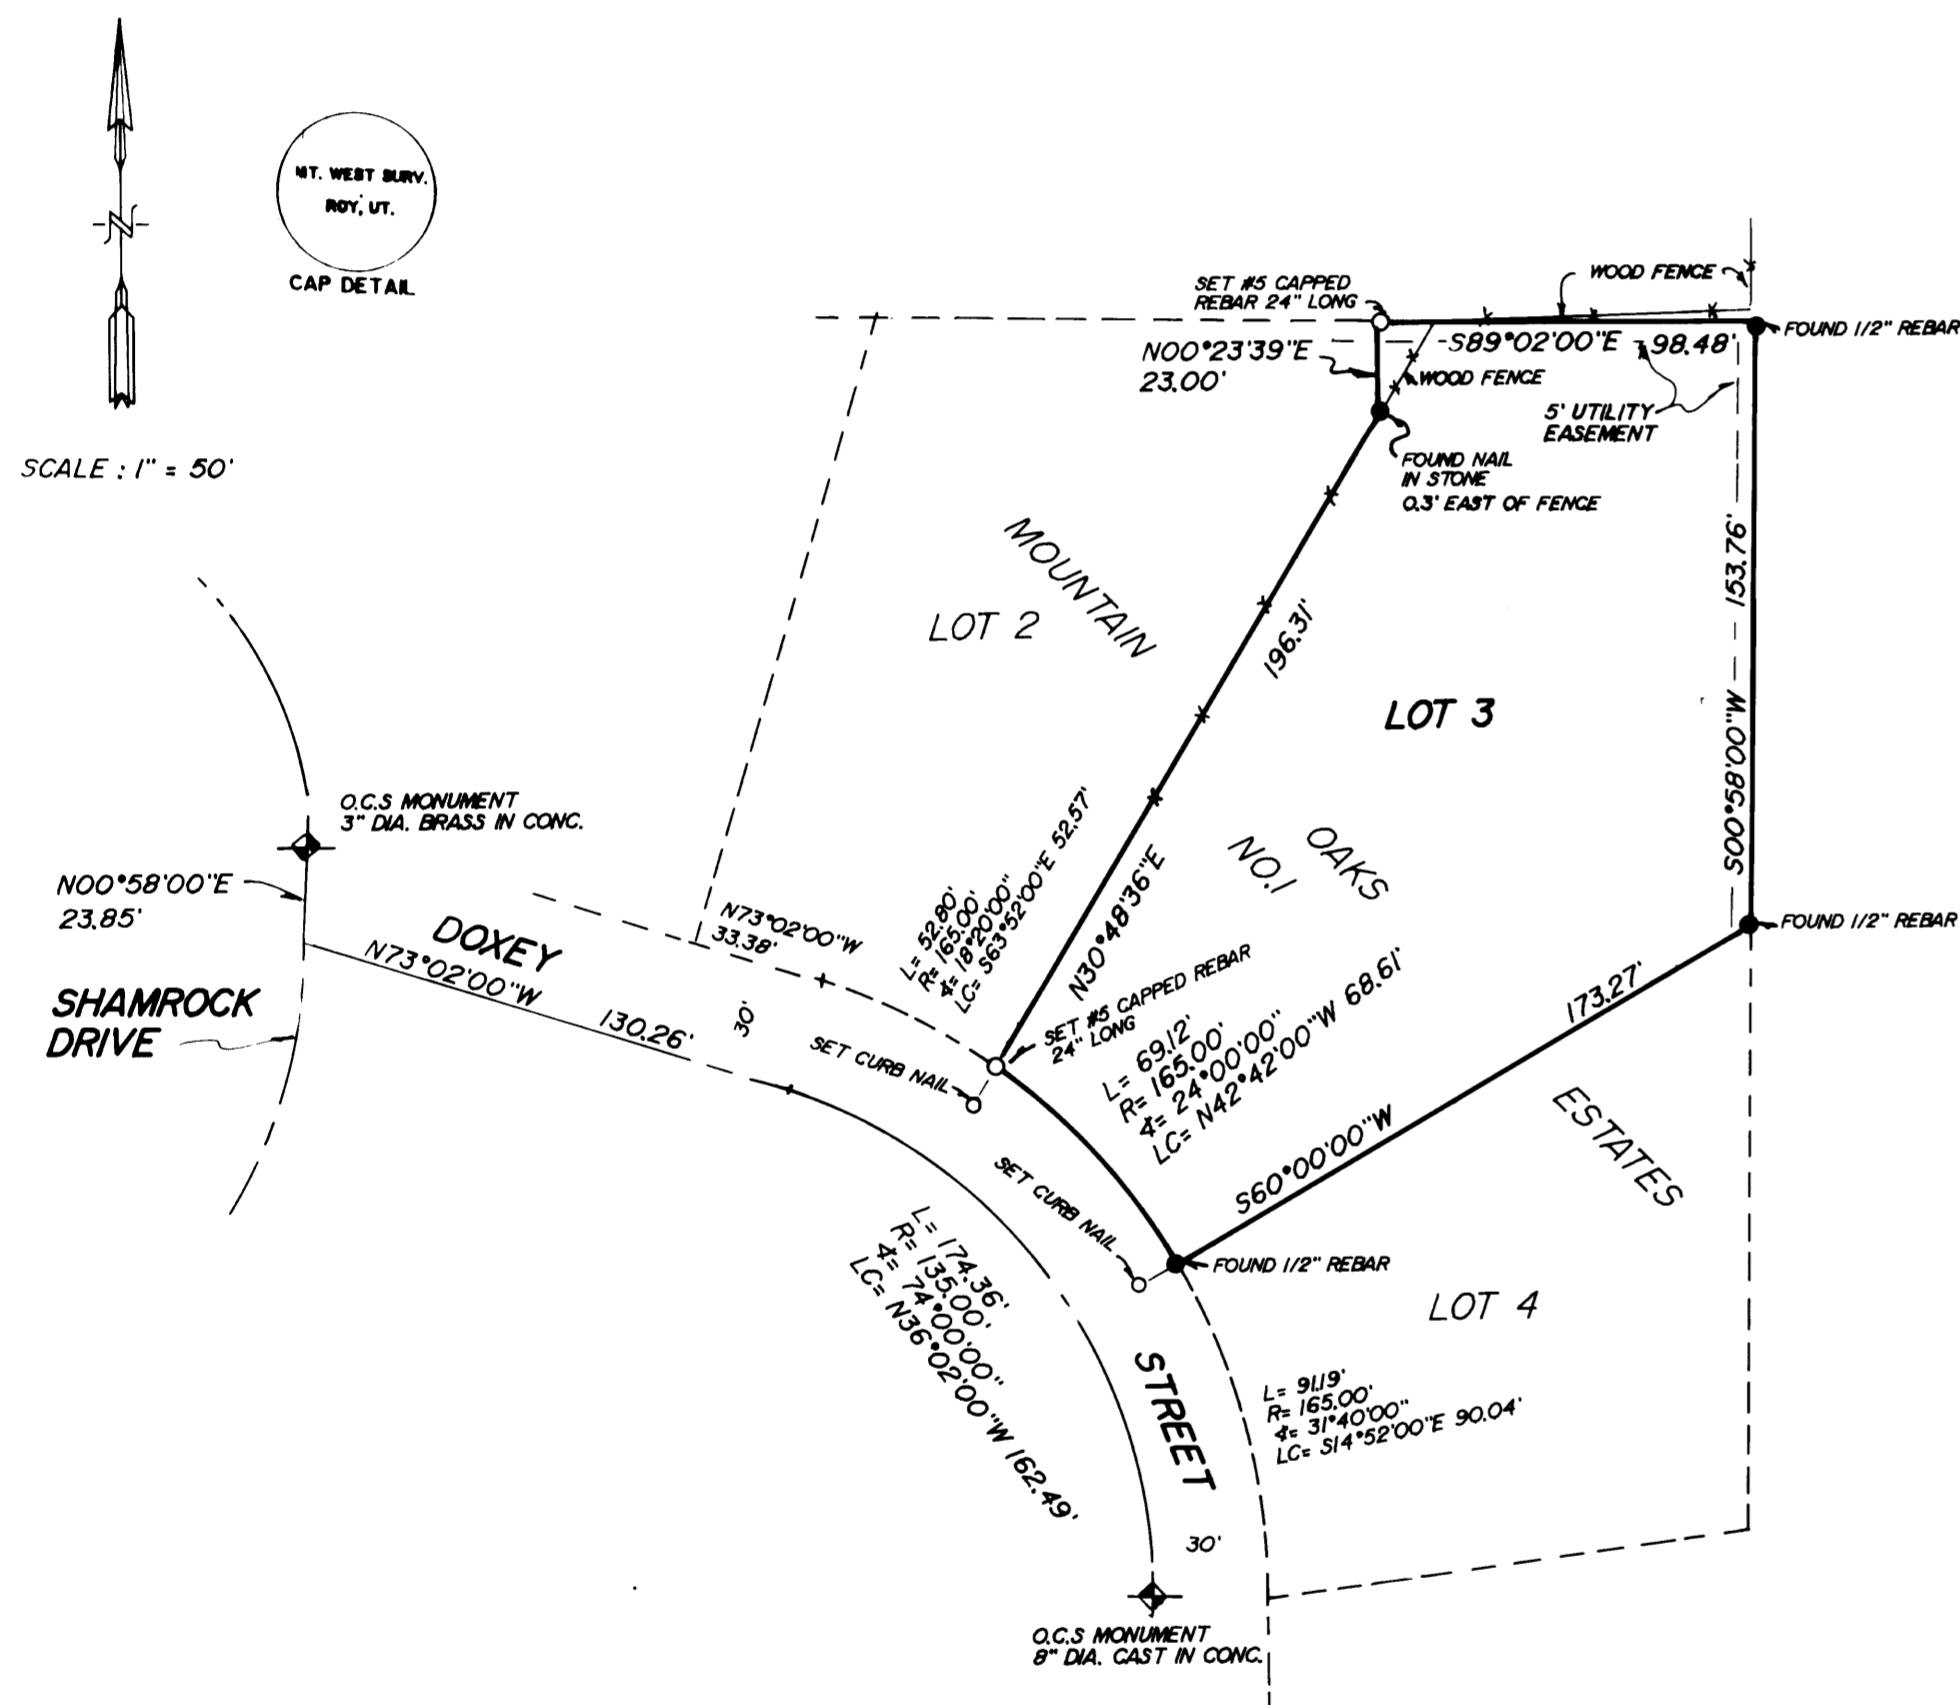 N
MT. WEST SURV.
ROY, UT.
CAP DETAIL
SCALE : 1" = 50'
SET #5 CAPPED
REBAR 24" LONG
WOOD FENCE
FOUND 1/2" REBAR
N00°23'39"E
23.00'
S89°02'00"E 98.48'
WOOD FENCE
5' UTILITY
EASEMENT
FOUND NAIL
IN STONE
0.3' EAST OF FENCE
MOUNTAIN
LOT 2
196.31'
LOT 3
S00°58'00"W 153.76'
O.C.S MONUMENT
3" DIA. BRASS IN CONC.
N00°58'00"E
23.85'
OAKS
NO.1
L= 52.80'
R= 165.00'
∆= 18°20'00"
LC= S63°52'00"E 52.57'
N30°48'36"E
FOUND 1/2" REBAR
N73°02'00"W
33.38'
DOXEY
N73°02'00"W
130.26'
30'
SHAMROCK
DRIVE
SET CURB NAIL
SET #5 CAPPED REBAR
24" LONG
L= 69.12'
R= 165.00'
∆= 24°00'00"
LC= N42°42'00"W 68.61'
173.27'
S60°00'00"W
ESTATES
SET CURB NAIL
FOUND 1/2" REBAR
L= 174.36'
R= 135.00'
∆= 74°00'00"
LC= N36°02'00"W 162.49'
LOT 4
STREET
L= 91.19'
R= 165.00'
∆= 31°40'00"
LC= S14°52'00"E 90.04'
30'
O.C.S MONUMENT
8" DIA. CAST IN CONC.